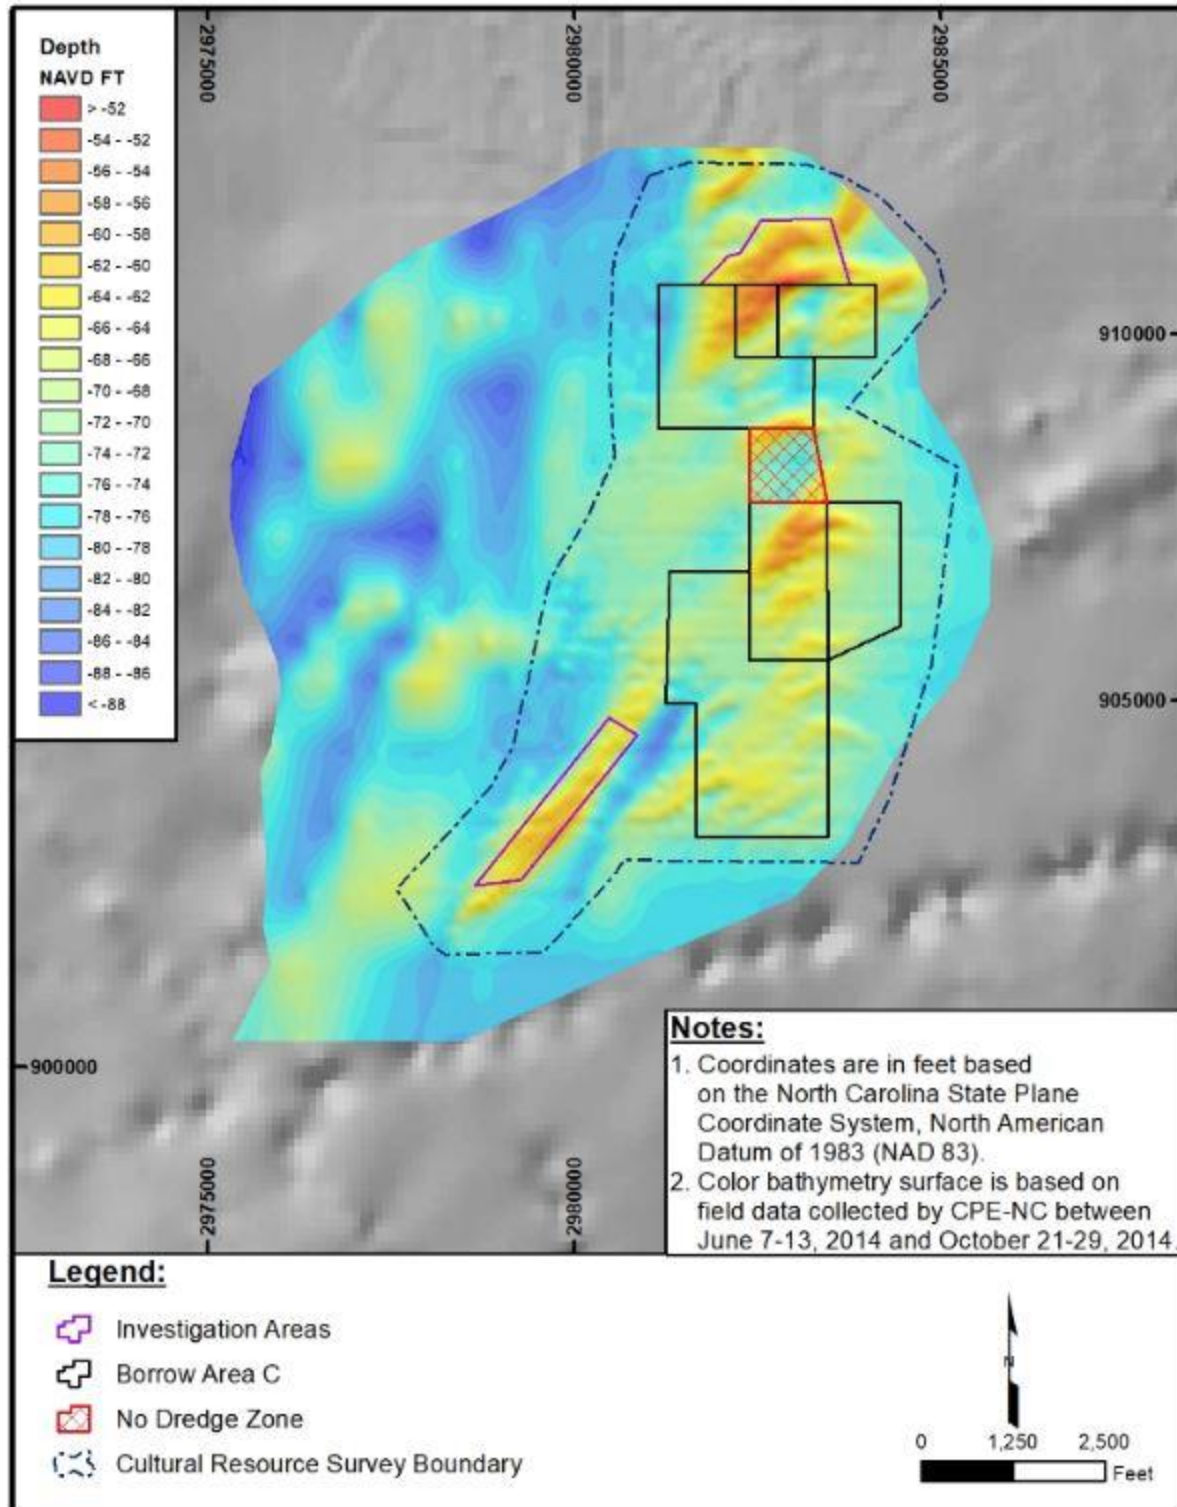 Depth
NAVD FT
> -52
-54 - -52
-56 - -54
-58 - -56
-60 - -58
-62 - -60
-64 - -62
-66 - -64
-68 - -66
-70 - -68
-72 - -70
-74 - -72
-76 - -74
-78 - -76
-80 - -78
-82 - -80
-84 - -82
-86 - -84
-88 - -86
< -88
2975000
2980000
2985000
910000
905000
900000
2975000
2980000
Notes:
1. Coordinates are in feet based
on the North Carolina State Plane
Coordinate System, North American
Datum of 1983 (NAD 83).
2. Color bathymetry surface is based on
field data collected by CPE-NC between
June 7-13, 2014 and October 21-29, 2014.
Legend:
Investigation Areas
Borrow Area C
No Dredge Zone
Cultural Resource Survey Boundary
N
0 1,250 2,500
Feet